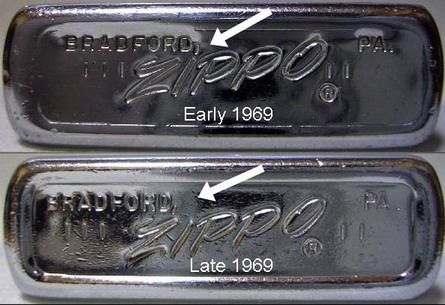 BRADFORD, PA.
||| ZIPPO ||
®
Early 1969
BRADFORD. PA.
||| ZIPPO ||
®
Late 1969